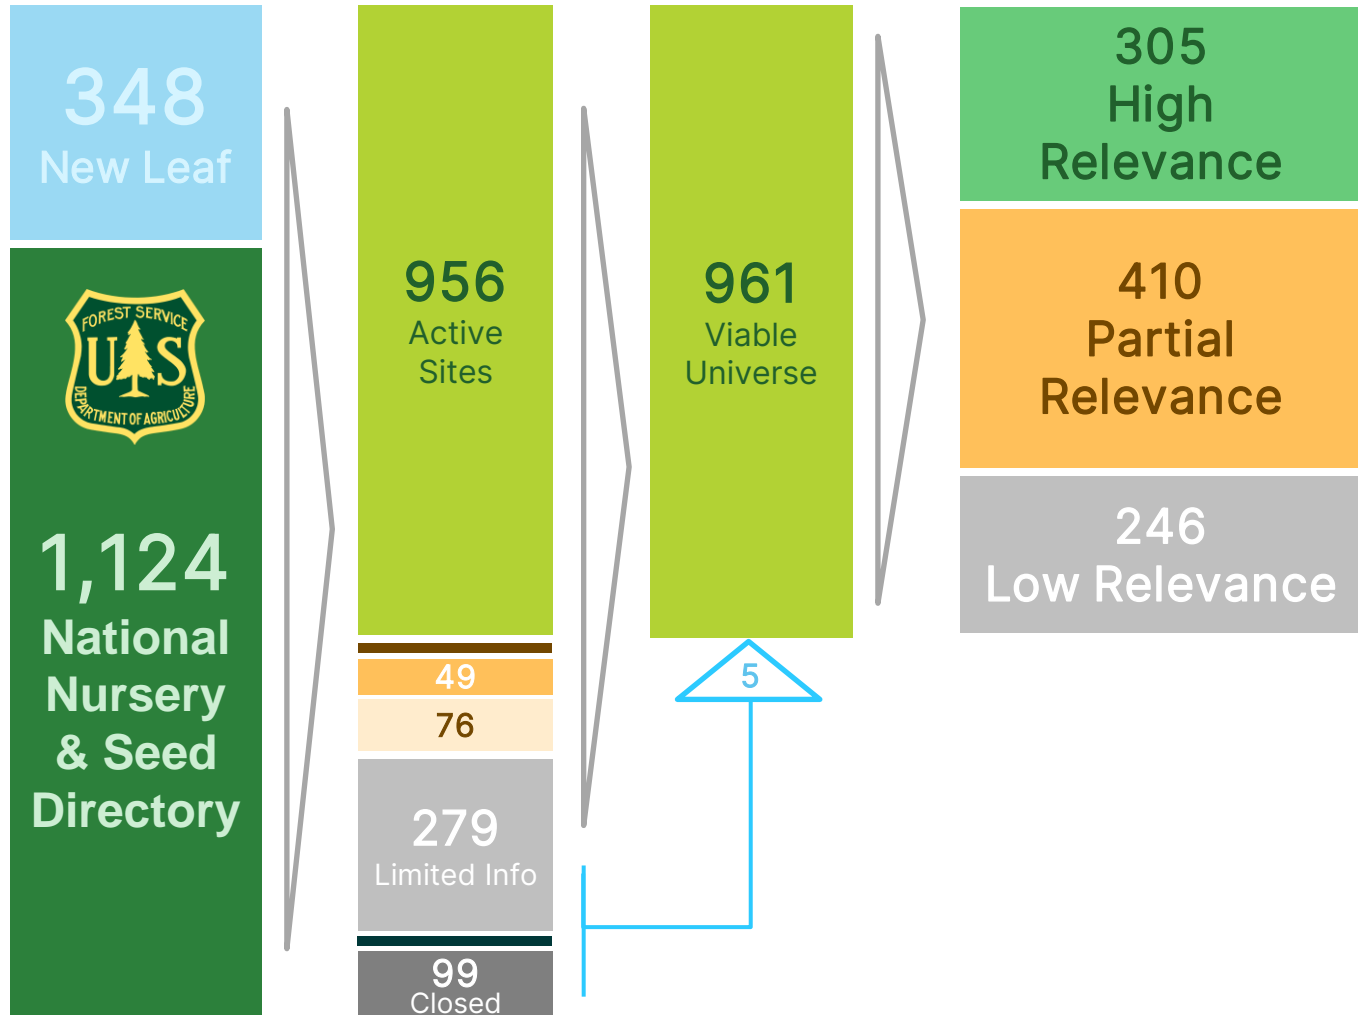 348
New Leaf
FOREST SERVICE
U S
DEPARTMENT OF AGRICULTURE
1,124
National
Nursery
& Seed
Directory
956
Active
Sites
49
76
279
Limited Info
99
Closed
961
Viable
Universe
5
305
High
Relevance
410
Partial
Relevance
246
Low Relevance